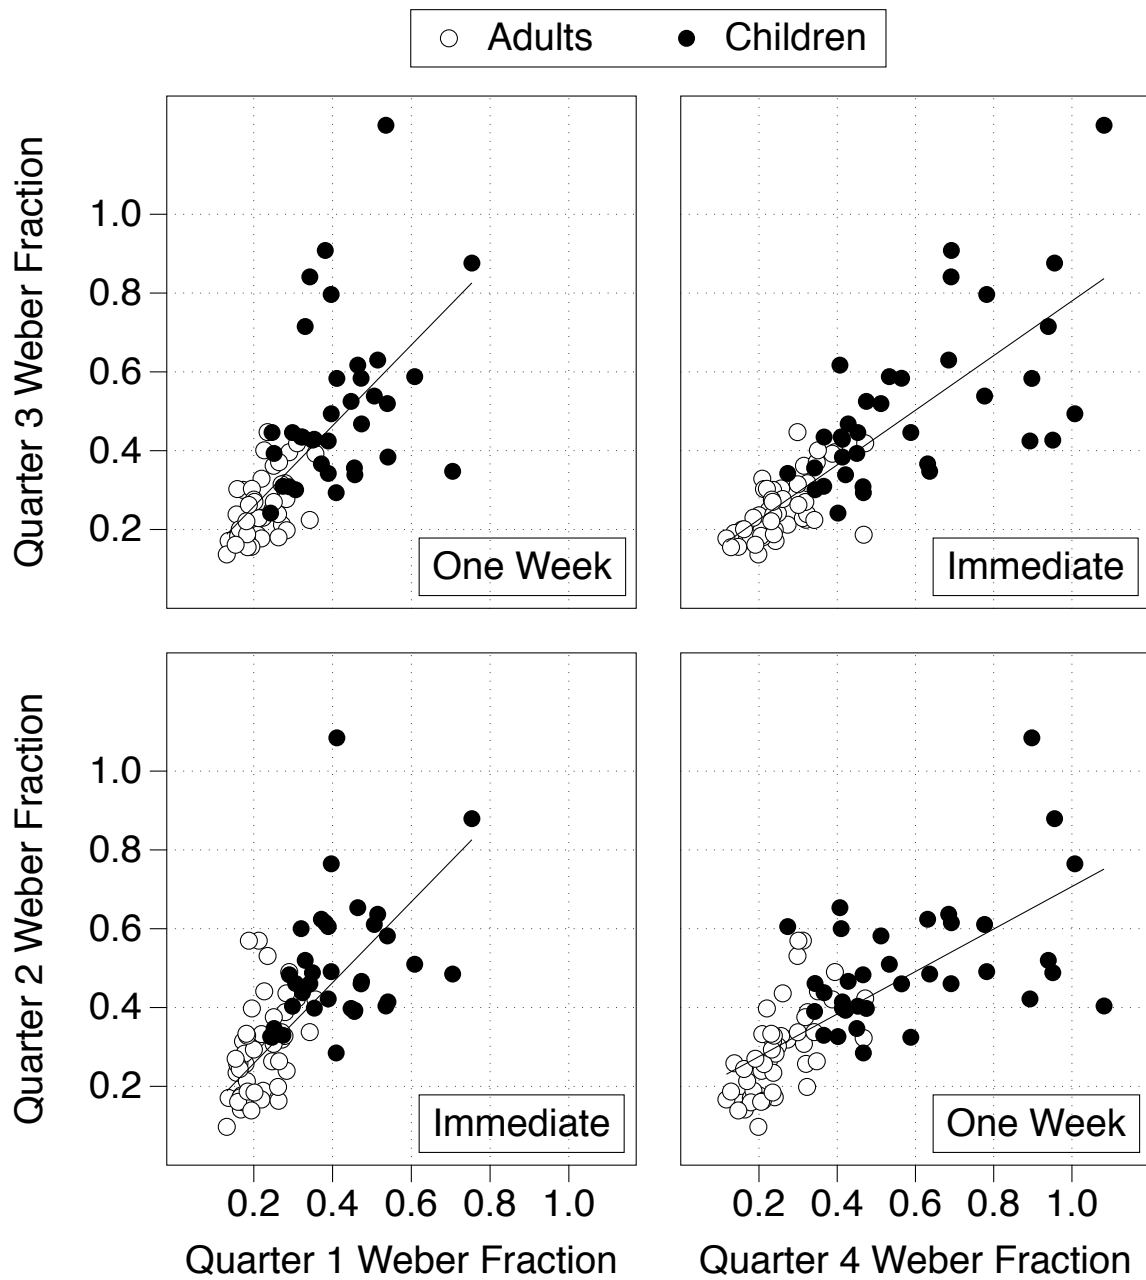 Adults Children
Quarter 3 Weber Fraction
1.0
0.8
0.6
0.4
0.2
One Week
Immediate
Quarter 2 Weber Fraction
1.0
0.8
0.6
0.4
0.2
Immediate
One Week
0.2 0.4 0.6 0.8 1.0
0.2 0.4 0.6 0.8 1.0
Quarter 1 Weber Fraction
Quarter 4 Weber Fraction